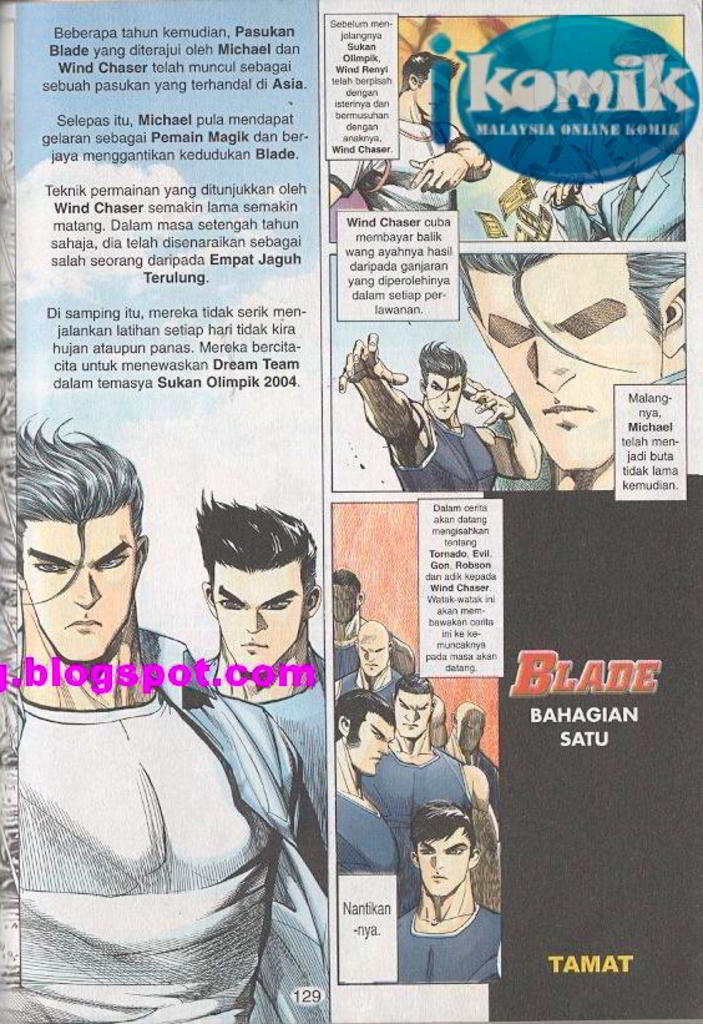 Beberapa tahun kemudian, Pasukan
Blade yang diterajui oleh Michael dan
Wind Chaser telah muncul sebagai
sebuah pasukan yang terhandal di Asia.
Selepas itu, Michael pula mendapat
gelaran sebagai Pemain Magik dan ber-
jaya menggantikan kedudukan Blade.
Teknik permainan yang ditunjukkan oleh
Wind Chaser semakin lama semakin
matang. Dalam masa setengah tahun
sahaja, dia telah disenaraikan sebagai
salah seorang daripada Empat Jaguh
Terulung.
Di samping itu, mereka tidak serik men-
jalankan latihan setiap hari tidak kira
hujan ataupun panas. Mereka bercita-
cita untuk menewaskan Dream Team
dalam temasya Sukan Olimpik 2004.
g.blogspot.com
129
Sebelum men-
jelangnya
Sukan
Olimpik,
Wind Renyi
telah berpisah
dengan
isterinya dan
bermusuhan
dengan
anaknya,
Wind Chaser.
ikomik
MALAYSIA ONLINE KOMIK
Wind Chaser cuba
membayar balik
wang ayahnya hasil
daripada ganjaran
yang diperolehinya
dalam setiap per-
lawanan.
Malang-
nya,
Michael
telah men-
jadi buta
tidak lama
kemudian.
Dalam cerita
akan datang
mengisahkan
tentang
Tornado, Evil,
Gon, Robson
dan adik kepada
Wind Chaser.
Watak-watak ini
akan mem-
bawakan cerita
ini ke ke-
muncaknya
pada masa akan
datang.
Nantikan
-nya.
BLADE
BAHAGIAN
SATU
TAMAT